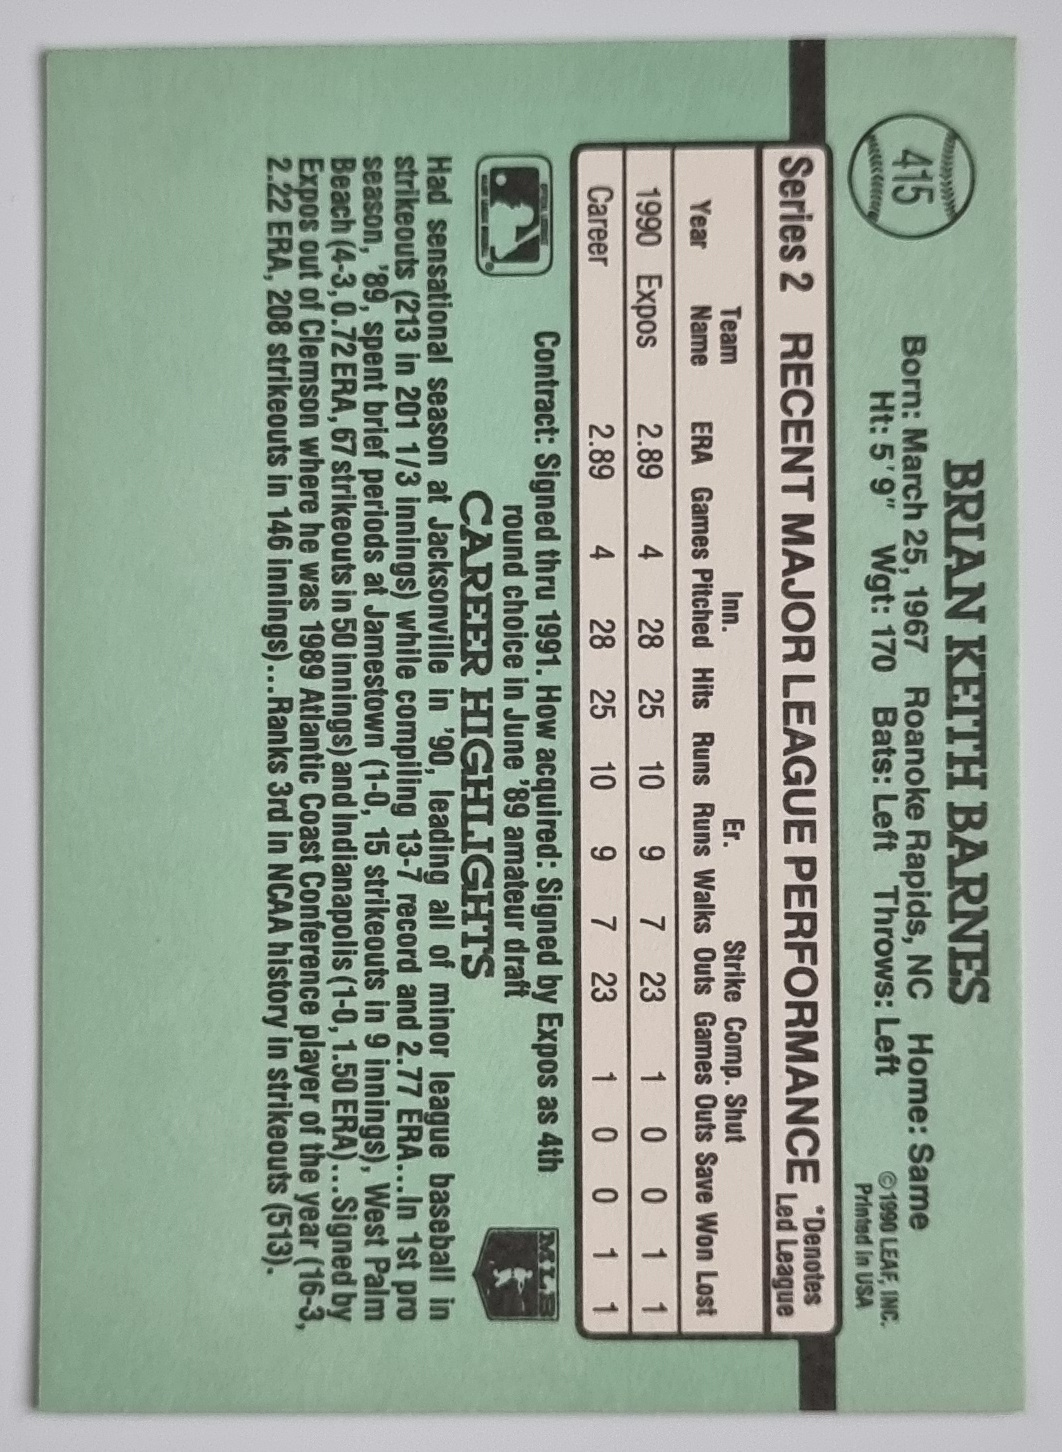 415
BRIAN KEITH BARNES
Born: March 25, 1967 Roanoke Rapids, NC Home: Same
Ht: 5'9" Wgt: 170 Bats: Left Throws: Left
©1990 LEAF, INC.
Printed in USA
Series 2 RECENT MAJOR LEAGUE PERFORMANCE *Denotes Led League
Team Inn. Er. Strike Comp. Shut
Year Name ERA Games Pitched Hits Runs Runs Walks Outs Games Outs Save Won Lost
1990 Expos 2.89 4 28 25 10 9 7 23 1 0 0 1 1
Career 2.89 4 28 25 10 9 7 23 1 0 0 1 1
Contract: Signed thru 1991. How acquired: Signed by Expos as 4th
round choice in June '89 amateur draft
MLB
CAREER HIGHLIGHTS
Had sensational season at Jacksonville in '90, leading all of minor league baseball in
strikeouts (213 in 201 1/3 innings) while compiling 13-7 record and 2.77 ERA...In 1st pro
season, '89, spent brief periods at Jamestown (1-0, 15 strikeouts in 9 innings), West Palm
Beach (4-3, 0.72 ERA, 67 strikeouts in 50 innings) and Indianapolis (1-0, 1.50 ERA)...Signed by
Expos out of Clemson where he was 1989 Atlantic Coast Conference player of the year (16-3,
2.22 ERA, 208 strikeouts in 146 innings)...Ranks 3rd in NCAA history in strikeouts (513).